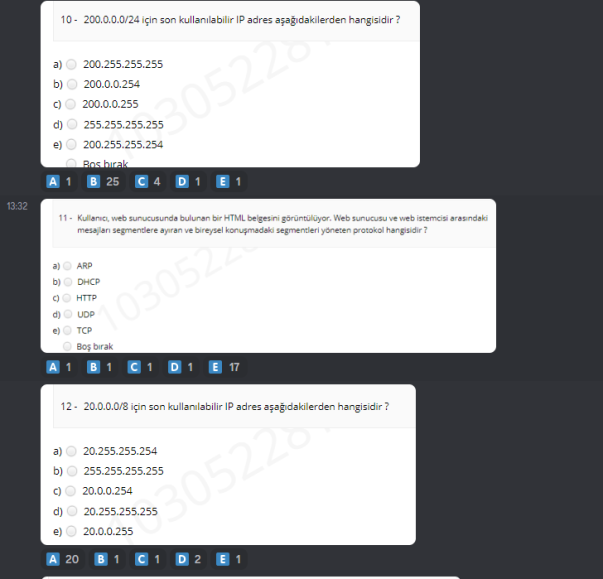 10 - 200.0.0.0/24 için son kullanılabilir IP adres aşağıdakilerden hangisidir ?
a) 200.255.255.255
b) 200.0.0.254
c) 200.0.0.255
d) 255.255.255.255
e) 200.255.255.254
Boş bırak
A 1 B 25 C 4 D 1 E 1
13:32
11 - Kullanıcı, web sunucusunda bulunan bir HTML belgesini görüntülüyor. Web sunucusu ve web istemcisi arasındaki
mesajları segmentlere ayıran ve bireysel konuşmadaki segmentleri yöneten protokol hangisidir ?
a) ARP
b) DHCP
c) HTTP
d) UDP
e) TCP
Boş bırak
A 1 B 1 C 1 D 1 E 17
12 - 20.0.0.0/8 için son kullanılabilir IP adres aşağıdakilerden hangisidir ?
a) 20.255.255.254
b) 255.255.255.255
c) 20.0.0.254
d) 20.255.255.255
e) 20.0.0.255
A 20 B 1 C 1 D 2 E 1